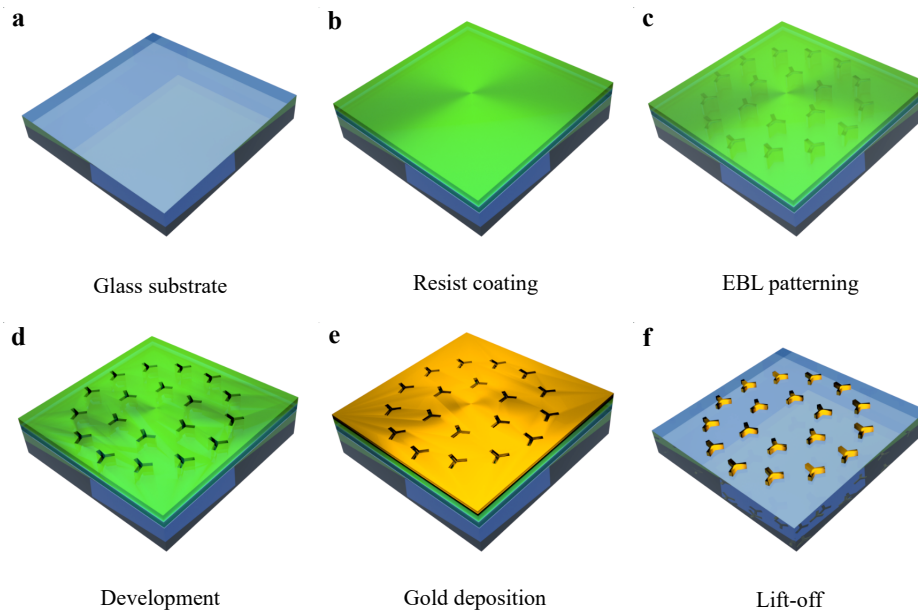 a
b
c
Glass substrate
Resist coating
EBL patterning
d
e
f
Development
Gold deposition
Lift-off